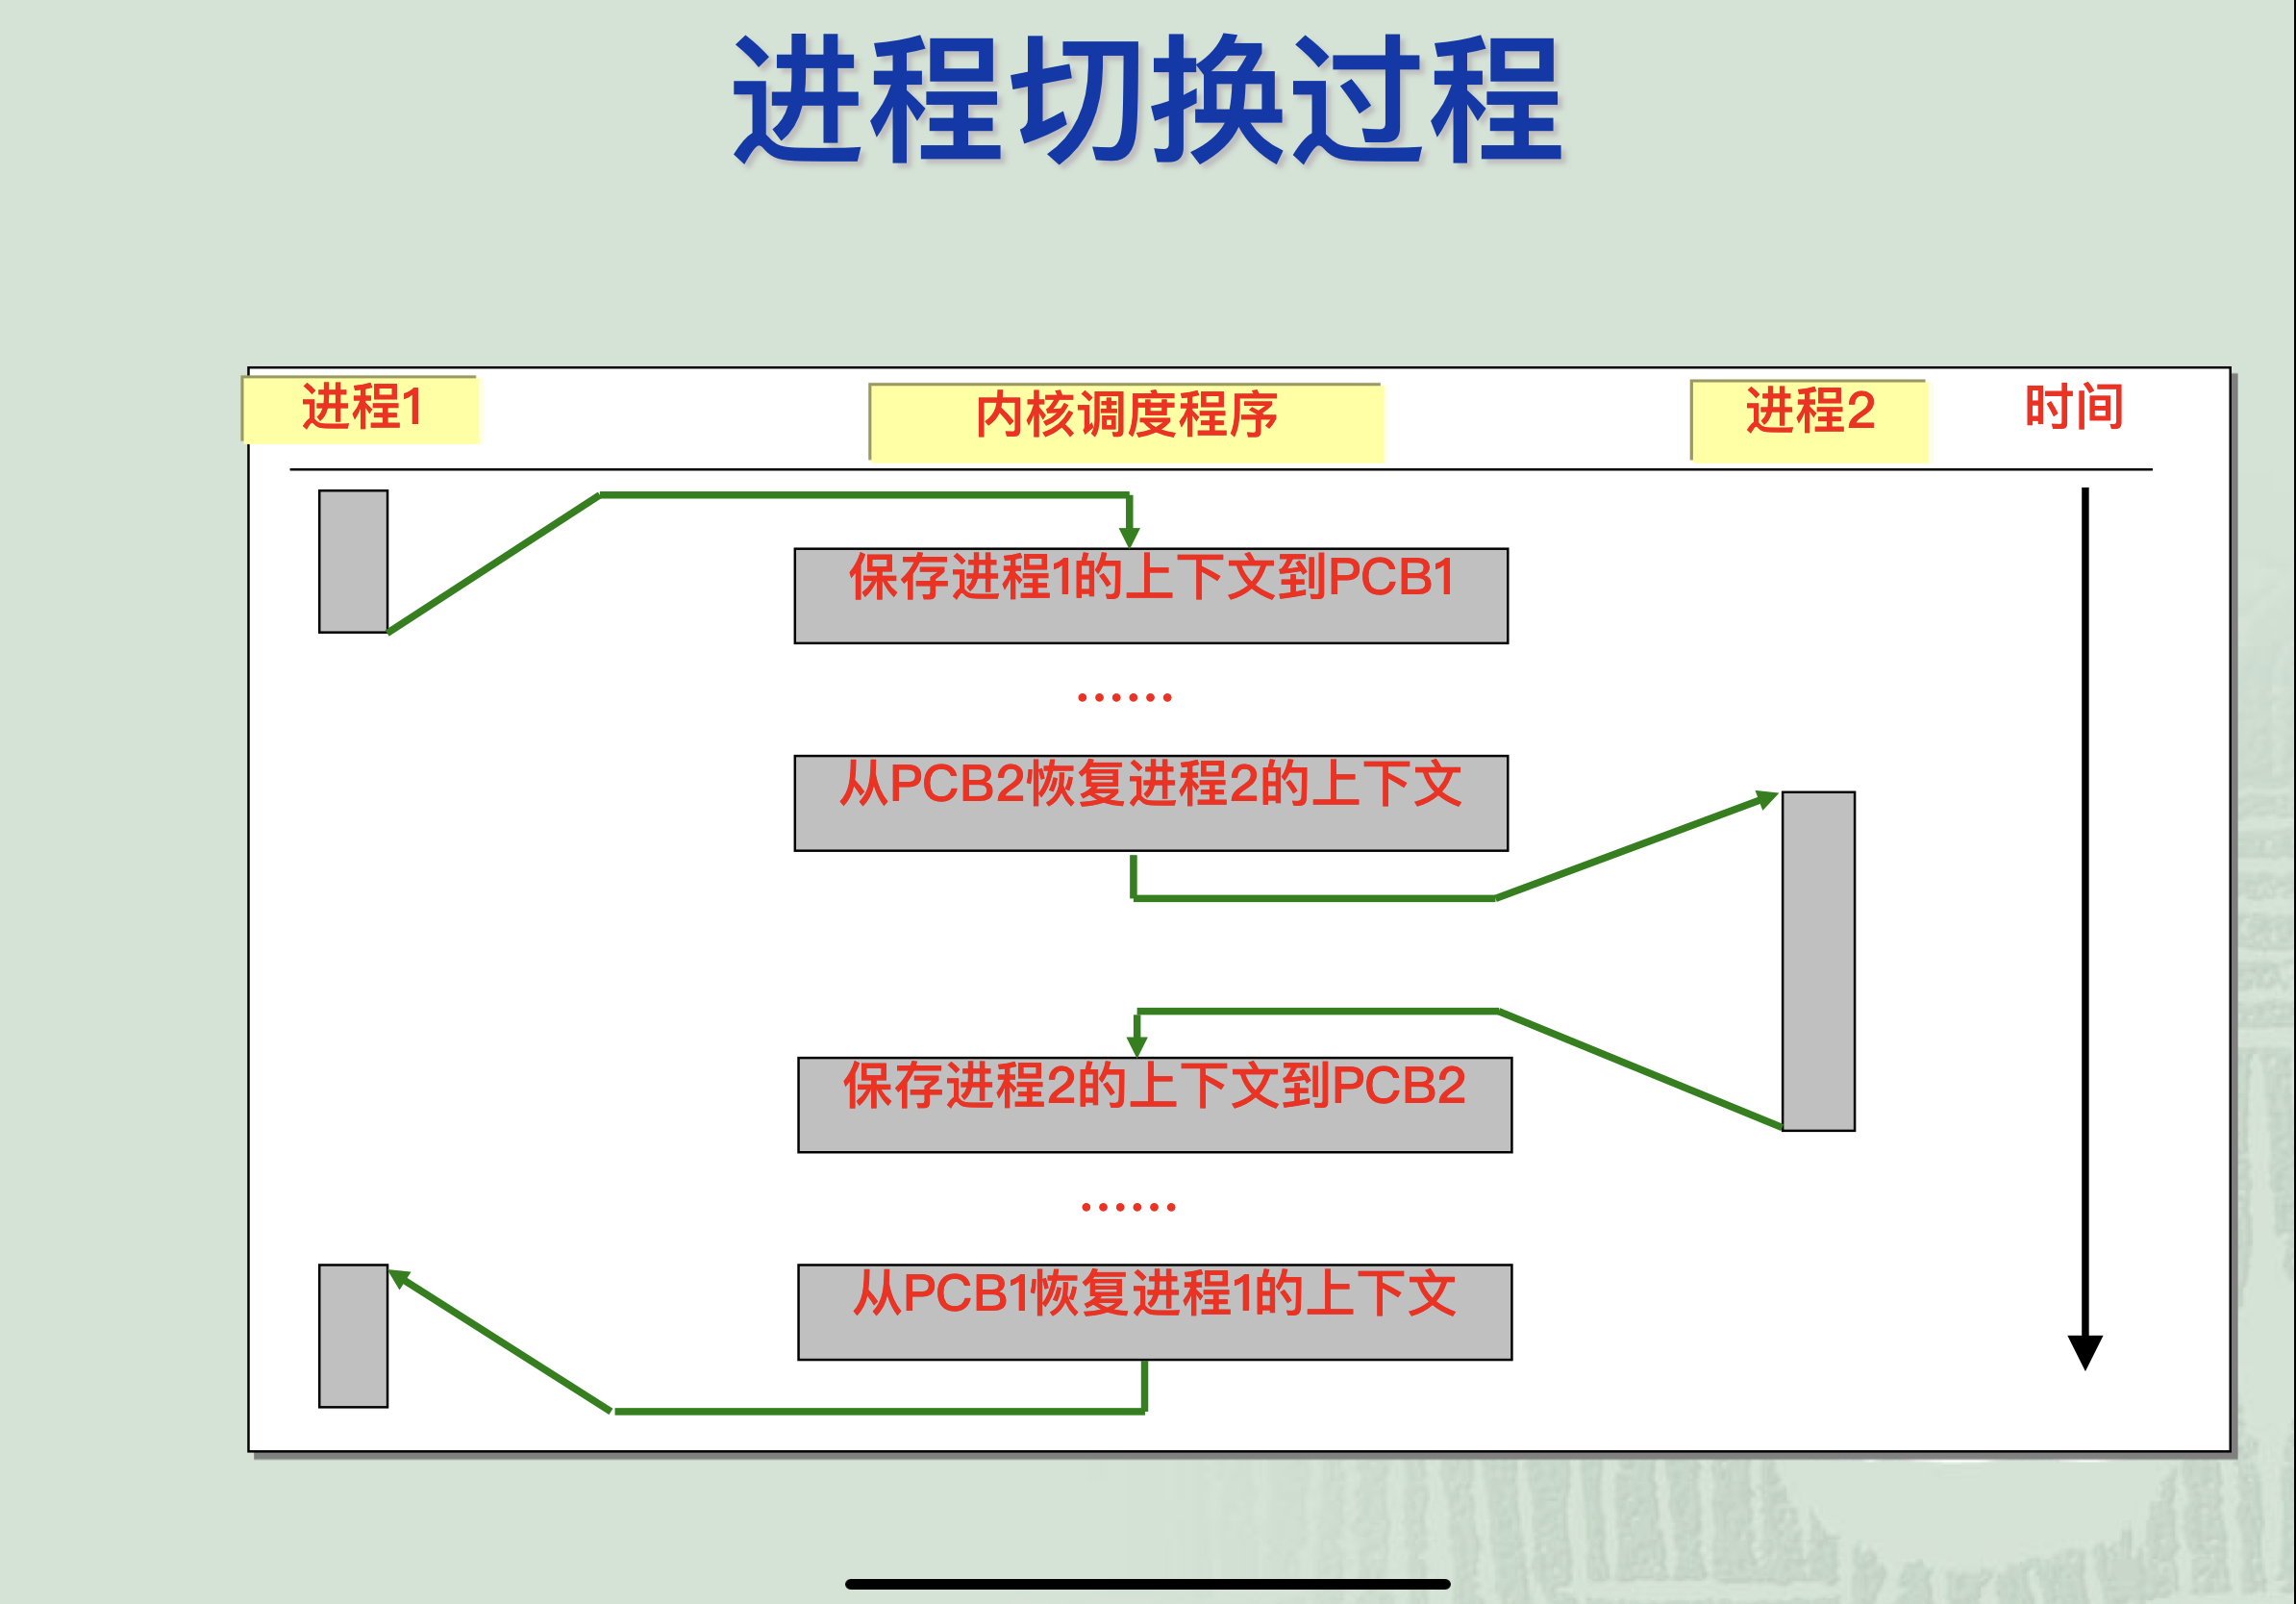 进程切换过程
进程1
内核调度程序
进程2
时间
保存进程1的上下文到PCB1
……
从PCB2恢复进程2的上下文
保存进程2的上下文到PCB2
……
从PCB1恢复进程1的上下文